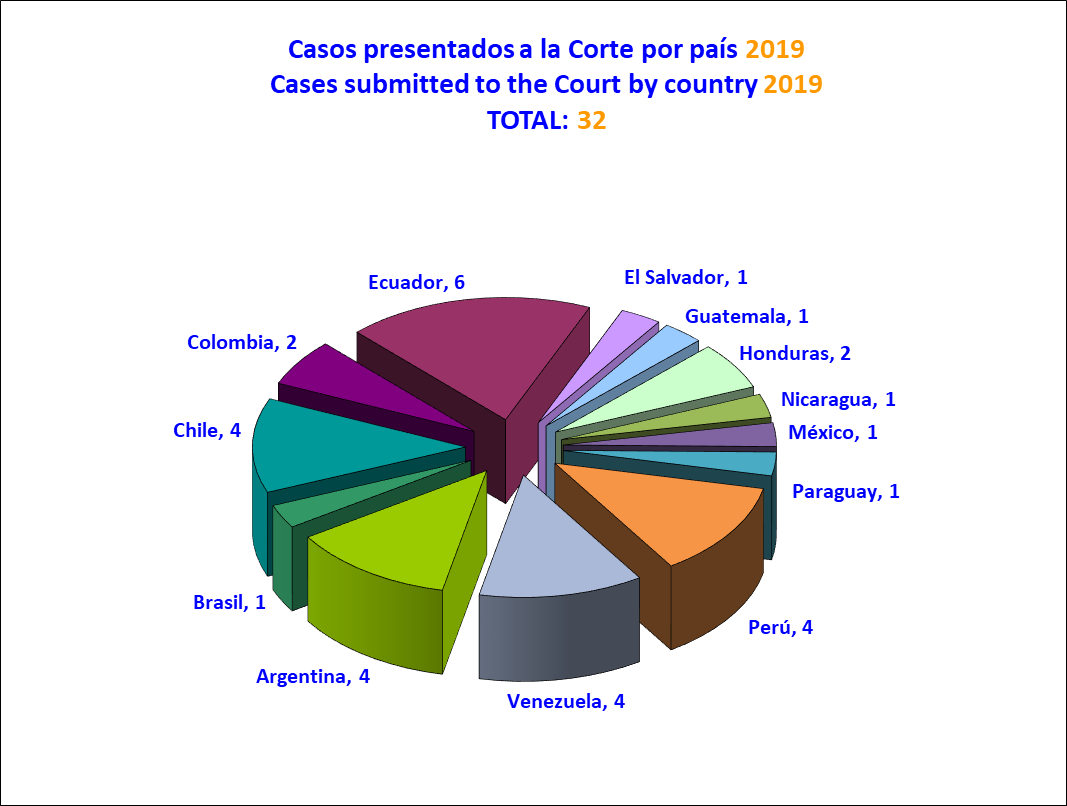 Casos presentados a la Corte por país 2019
Cases submitted to the Court by country 2019
TOTAL: 32
Ecuador, 6
El Salvador, 1
Guatemala, 1
Colombia, 2
Honduras, 2
Nicaragua, 1
Chile, 4
México, 1
Paraguay, 1
Brasil, 1
Perú, 4
Argentina, 4
Venezuela, 4